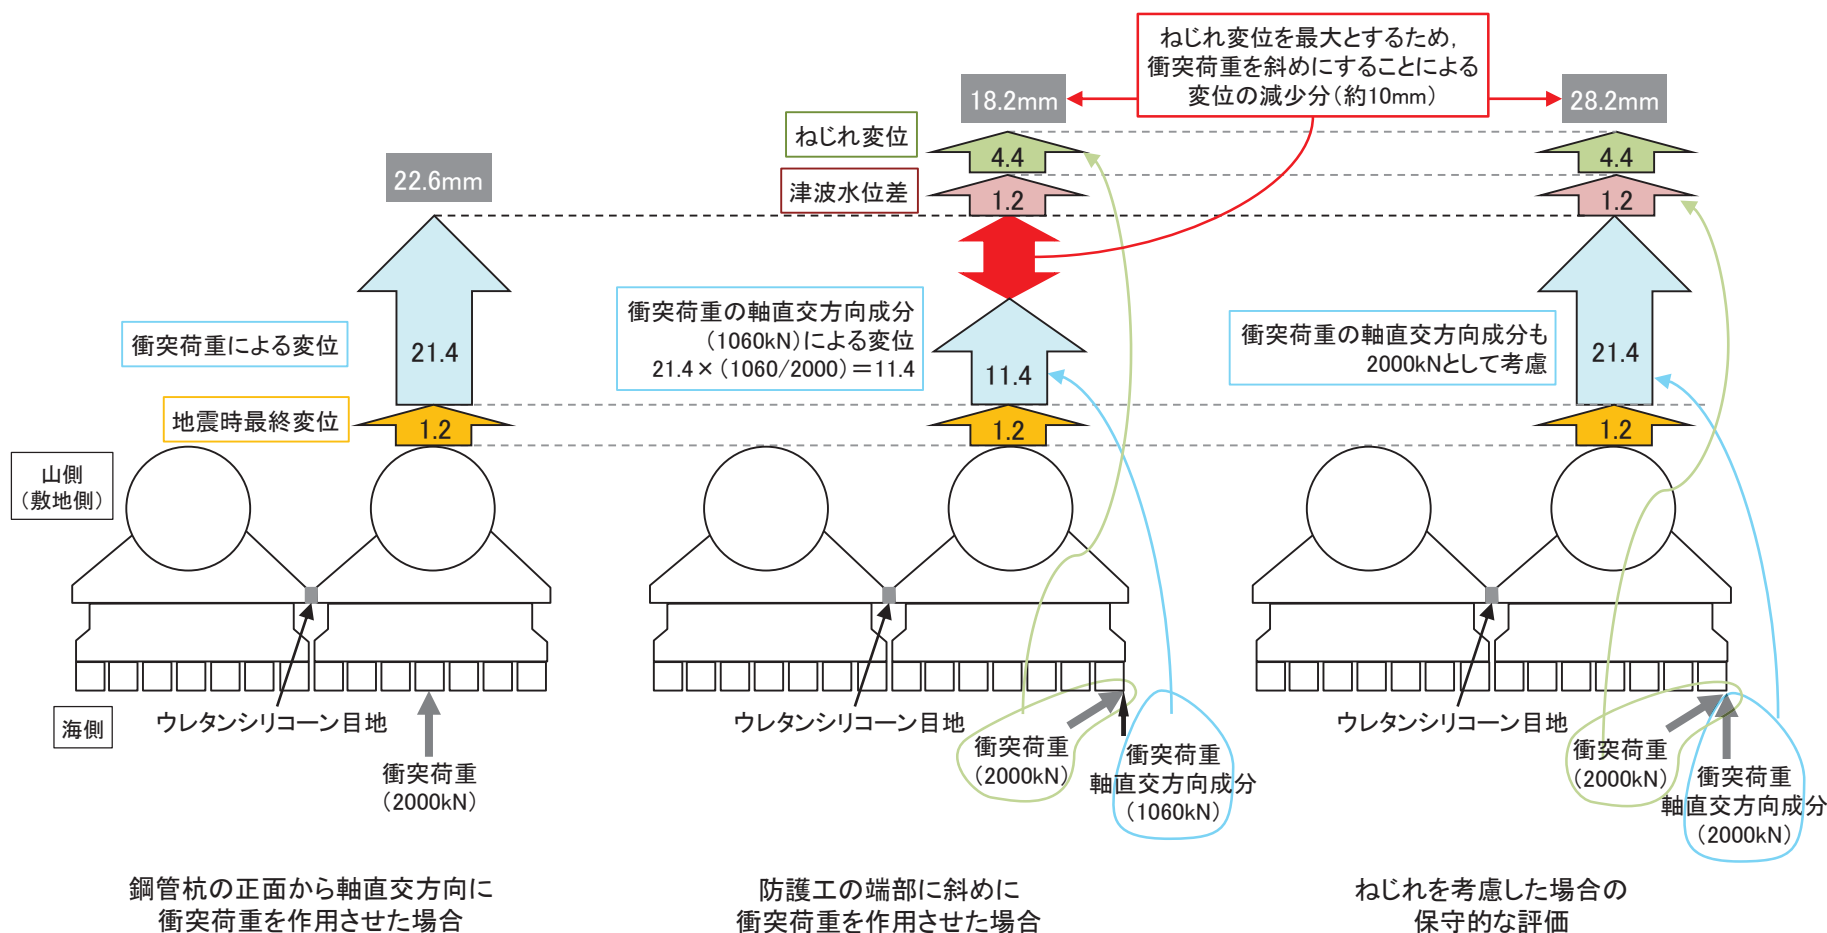 ねじれ変位を最大とするため，
衝突荷重を斜めにすることによる
変位の減少分（約10mm）
18.2mm
28.2mm
ねじれ変位
4.4
4.4
22.6mm
津波水位差
1.2
1.2
衝突荷重による変位
21.4
衝突荷重の軸直交方向成分
（1060kN）による変位
21.4×（1060/2000）＝11.4
11.4
衝突荷重の軸直交方向成分も
2000kNとして考慮
21.4
地震時最終変位
1.2
1.2
1.2
山側
（敷地側）
海側
ウレタンシリコーン目地
衝突荷重
（2000kN）
ウレタンシリコーン目地
衝突荷重
（2000kN）
衝突荷重
軸直交方向成分
（1060kN）
ウレタンシリコーン目地
衝突荷重
（2000kN）
衝突荷重
軸直交方向成分
（2000kN）
鋼管杭の正面から軸直交方向に
衝突荷重を作用させた場合
防護工の端部に斜めに
衝突荷重を作用させた場合
ねじれを考慮した場合の
保守的な評価